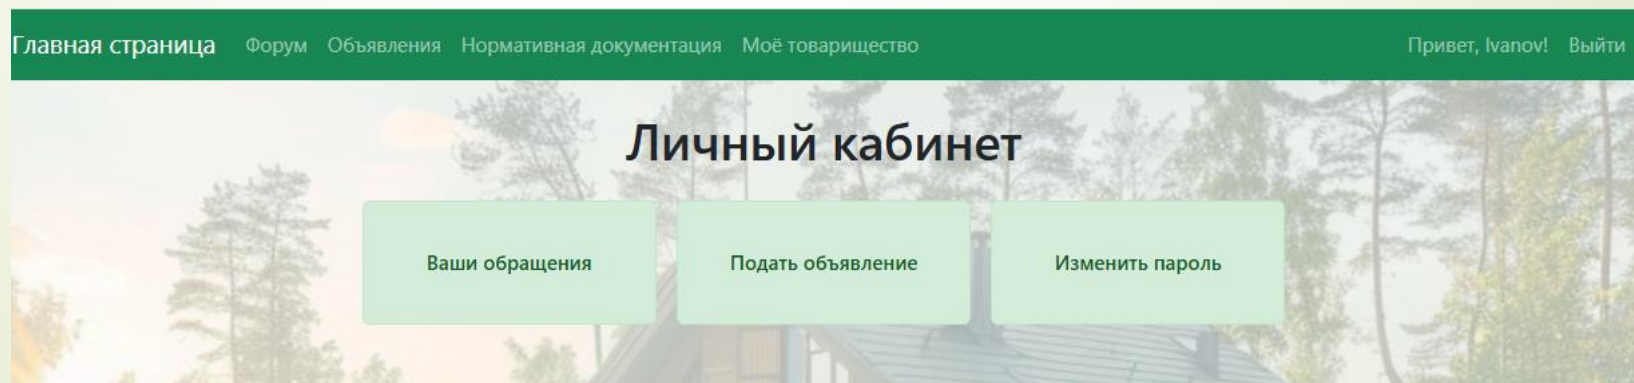 Главная страница Форум Объявления Нормативная документация Моё товарищество Привет, Ivanov! Выйти
Личный кабинет
Ваши обращения Подать объявление Изменить пароль